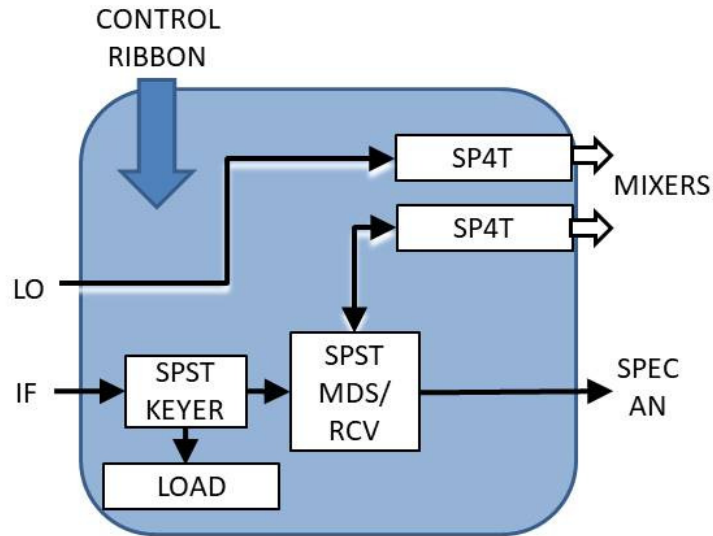 CONTROL
RIBBON
SP4T
MIXERS
SP4T
LO
IF
SPST
KEYER
SPST
MDS/
RCV
SPEC
AN
LOAD